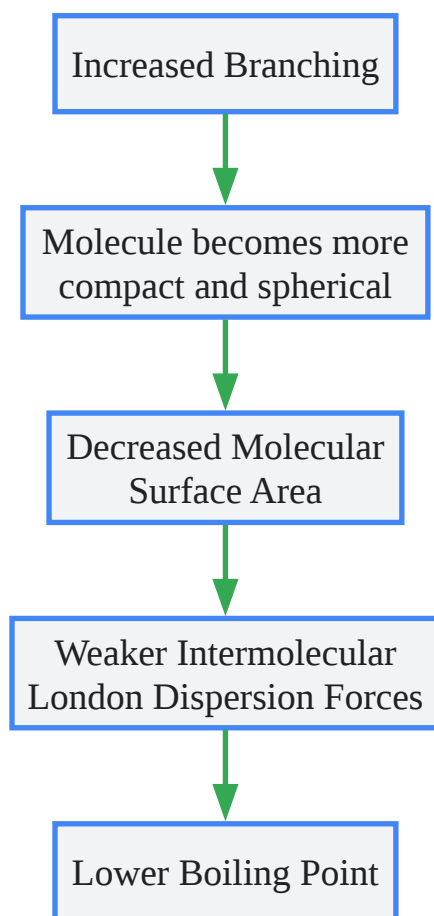 Increased Branching
Molecule becomes more
compact and spherical
Decreased Molecular
Surface Area
Weaker Intermolecular
London Dispersion Forces
Lower Boiling Point